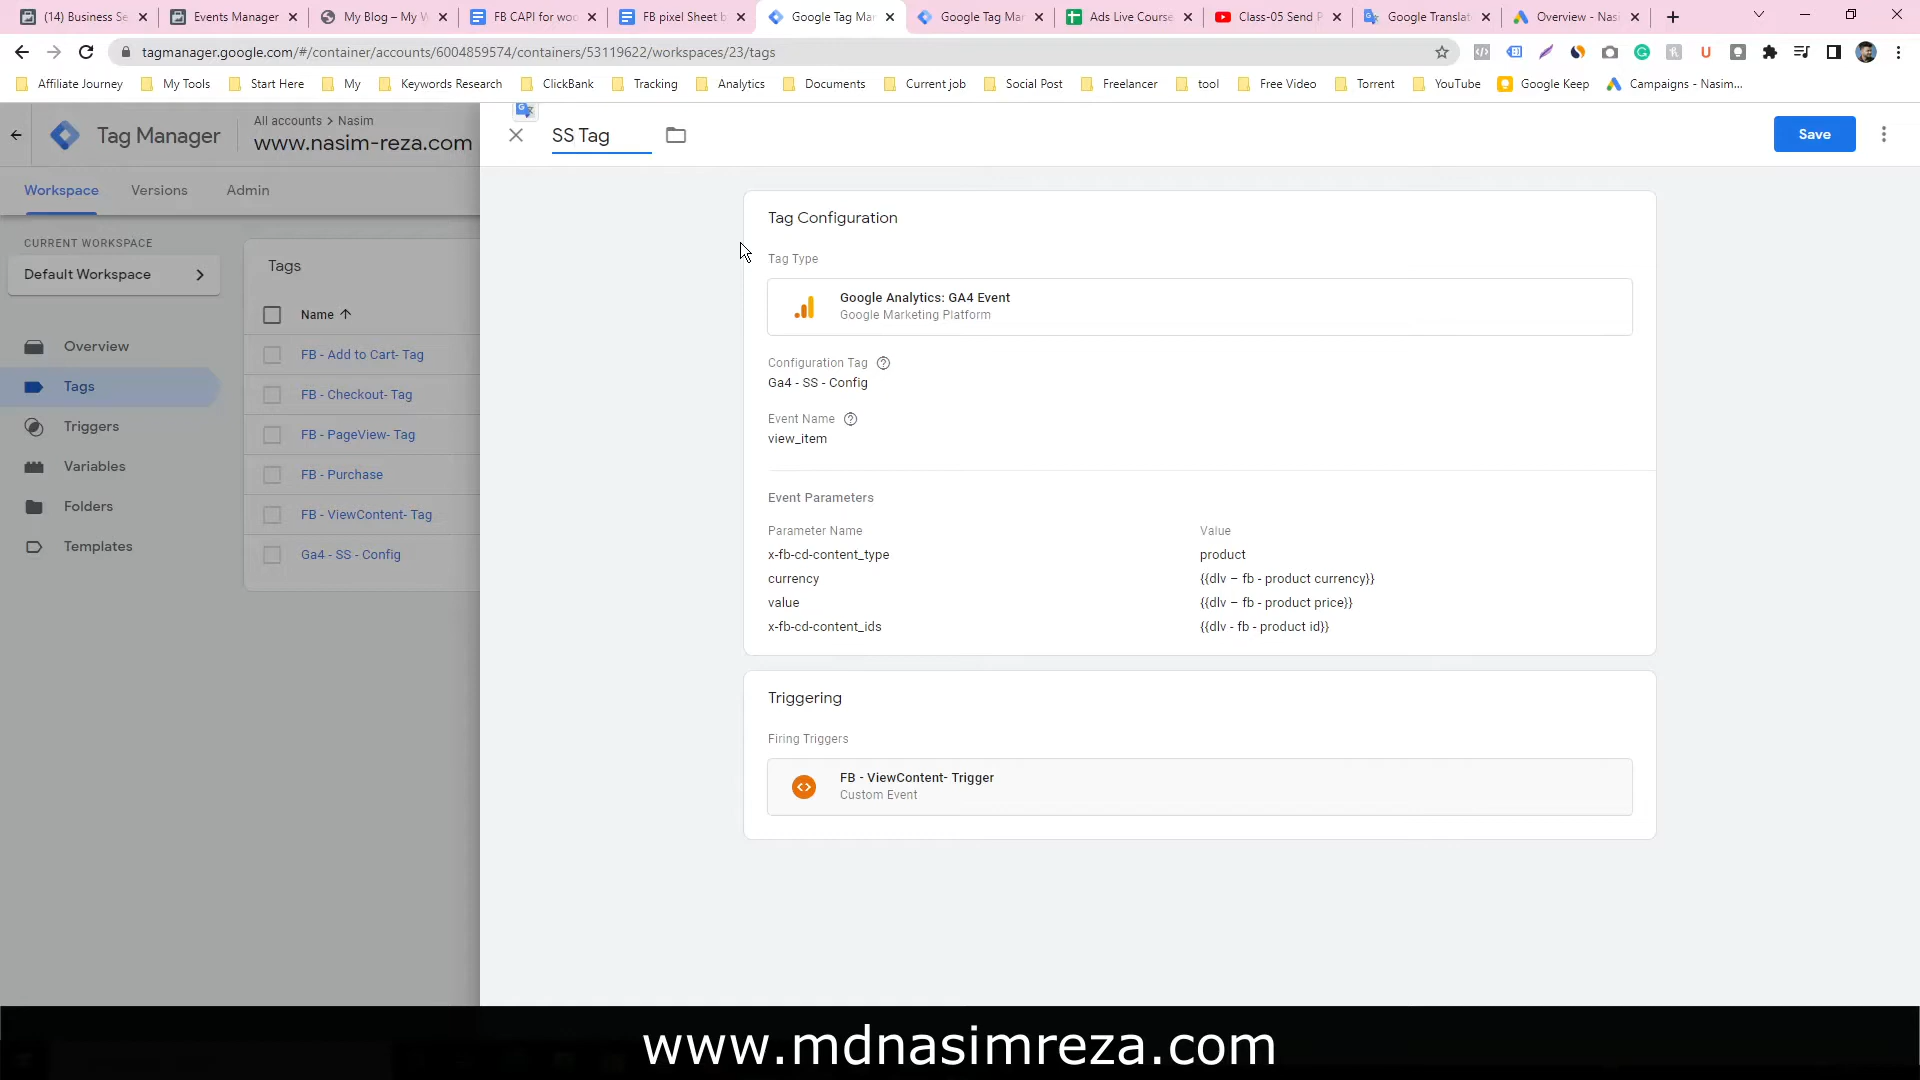 (14) Business Se
Events Manager
My Blog – My W
FB CAPI for woo
FB pixel Sheet b
Google Tag Mar
Google Tag Mar
Ads Live Course
Class-05 Send P
Google Translat
Overview - Nasi
tagmanager.google.com/#/container/accounts/6004859574/containers/53119622/workspaces/23/tags
Affiliate Journey
My Tools
Start Here
My
Keywords Research
ClickBank
Tracking
Analytics
Documents
Current job
Social Post
Freelancer
tool
Free Video
Torrent
YouTube
Google Keep
Campaigns - Nasim...
Tag Manager
All accounts > Nasim
www.nasim-reza.com
SS Tag
Save
Workspace
Versions
Admin
CURRENT WORKSPACE
Default Workspace
Overview
Tags
Triggers
Variables
Folders
Templates
Tags
Name
FB - Add to Cart- Tag
FB - Checkout- Tag
FB - PageView- Tag
FB - Purchase
FB - ViewContent- Tag
Ga4 - SS - Config
Tag Configuration
Tag Type
Google Analytics: GA4 Event
Google Marketing Platform
Configuration Tag
Ga4 - SS - Config
Event Name
view_item
Event Parameters
Parameter Name Value
x-fb-cd-content_type product
currency {{dlv – fb - product currency}}
value {{dlv – fb - product price}}
x-fb-cd-content_ids {{dlv - fb - product id}}
Triggering
Firing Triggers
FB - ViewContent- Trigger
Custom Event
www.mdnasimreza.com